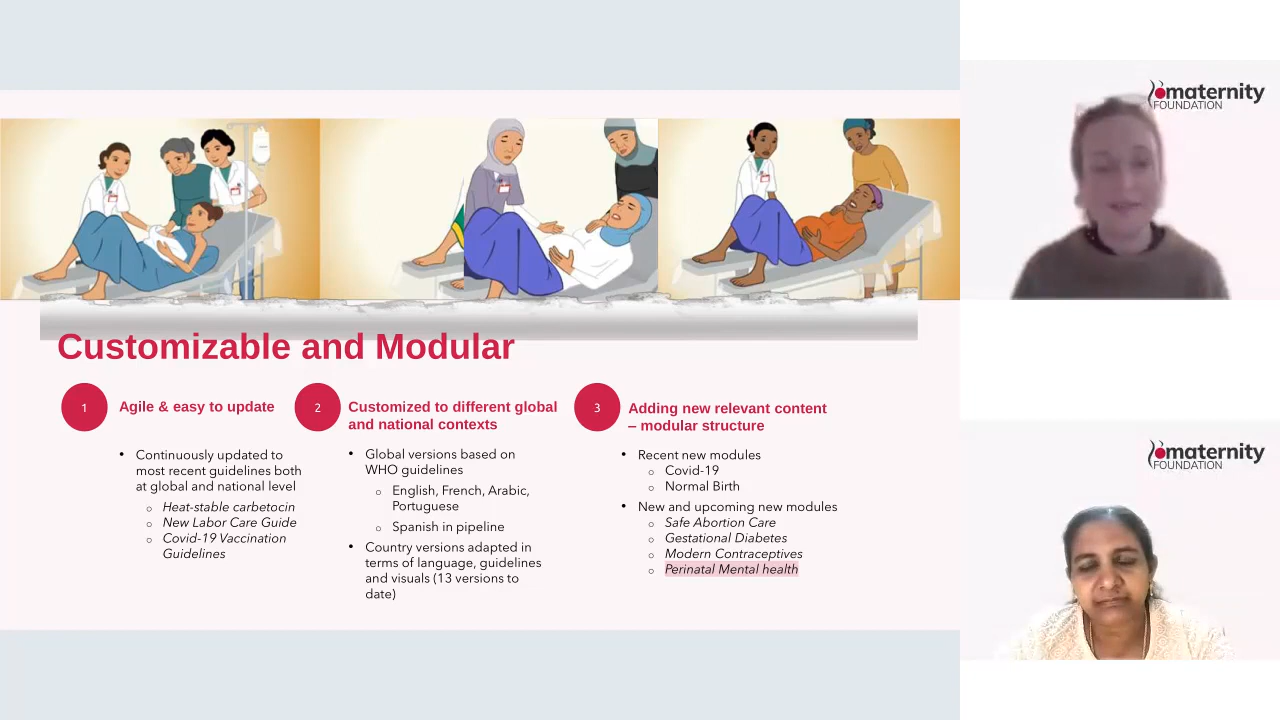 Customizable and Modular
1
Agile & easy to update
• Continuously updated to
most recent guidelines both
at global and national level
○ Heat-stable carbetocin
○ New Labor Care Guide
○ Covid-19 Vaccination
Guidelines
2
Customized to different global
and national contexts
• Global versions based on
WHO guidelines
○ English, French, Arabic,
Portuguese
○ Spanish in pipeline
• Country versions adapted in
terms of language, guidelines
and visuals (13 versions to
date)
3
Adding new relevant content
– modular structure
• Recent new modules
○ Covid-19
○ Normal Birth
• New and upcoming new modules
○ Safe Abortion Care
○ Gestational Diabetes
○ Modern Contraceptives
○ Perinatal Mental health
maternity
FOUNDATION
maternity
FOUNDATION